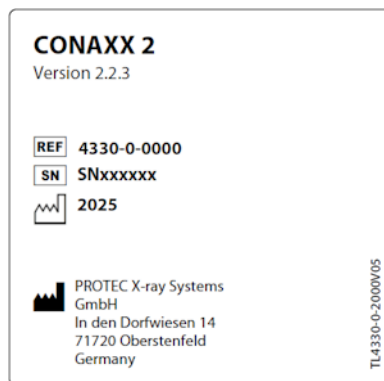 CONAXX 2
Version 2.2.3
REF 4330-0-0000
SN SNxxxxxx
2025
PROTEC X-ray Systems
GmbH
In den Dorfwiesen 14
71720 Oberstenfeld
Germany
TL4330-0-2000V05